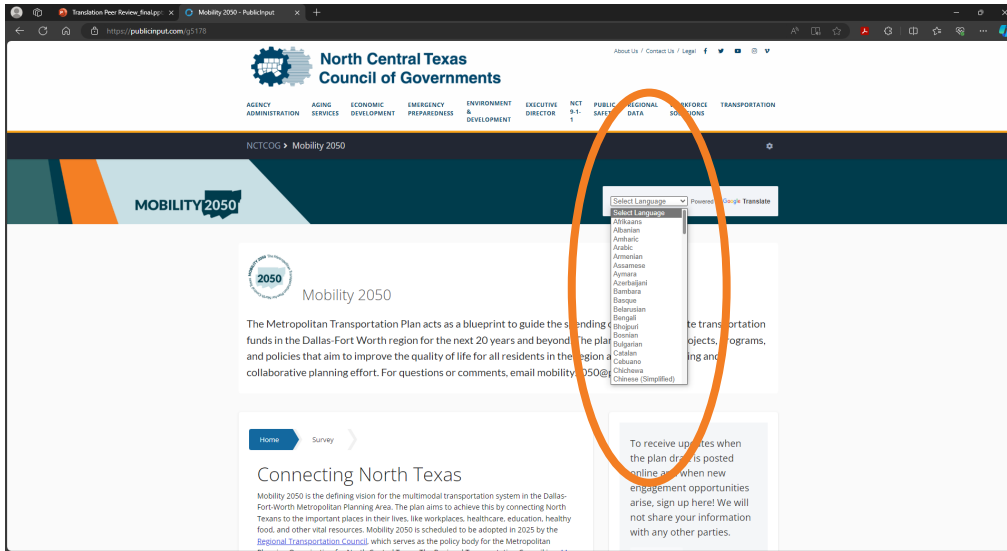 Translation Peer Review_final.ppt
Mobility 2050 - PublicInput
https://publicinput.com/g5178
North Central Texas
Council of Governments
About Us / Contact Us / Legal
AGENCY ADMINISTRATION
AGING SERVICES
ECONOMIC DEVELOPMENT
EMERGENCY PREPAREDNESS
ENVIRONMENT & DEVELOPMENT
EXECUTIVE DIRECTOR
NCT 9-1-1
PUBLIC SAFETY
REGIONAL DATA
WORKFORCE SOLUTIONS
TRANSPORTATION
NCTCOG > Mobility 2050
MOBILITY 2050
Select Language
Powered
Google Translate
Select Language
Afrikaans
Albanian
Amharic
Arabic
Armenian
Assamese
Aymara
Azerbaijani
Bambara
Basque
Belarusian
Bengali
Bhojpuri
Bosnian
Bulgarian
Catalan
Cebuano
Chichewa
Chinese (Simplified)
2050
Mobility 2050
The Metropolitan Transportation Plan acts as a blueprint to guide the spending transportation
funds in the Dallas-Fort Worth region for the next 20 years and beyond. The programs,
and policies that aim to improve the quality of life for all residents in the region and
collaborative planning effort. For questions or comments, email
Home
Survey
Connecting North Texas
Mobility 2050 is the defining vision for the multimodal transportation system in the Dallas-
Fort-Worth Metropolitan Planning Area. The plan aims to achieve this by connecting North
Texans to the important places in their lives, like workplaces, healthcare, education, healthy
food, and other vital resources. Mobility 2050 is scheduled to be adopted in 2025 by the
Regional Transportation Council, which serves as the policy body for the Metropolitan
To receive updates when
the plan draft is posted
online and when new
engagement opportunities
arise, sign up here! We will
not share your information
with any other parties.